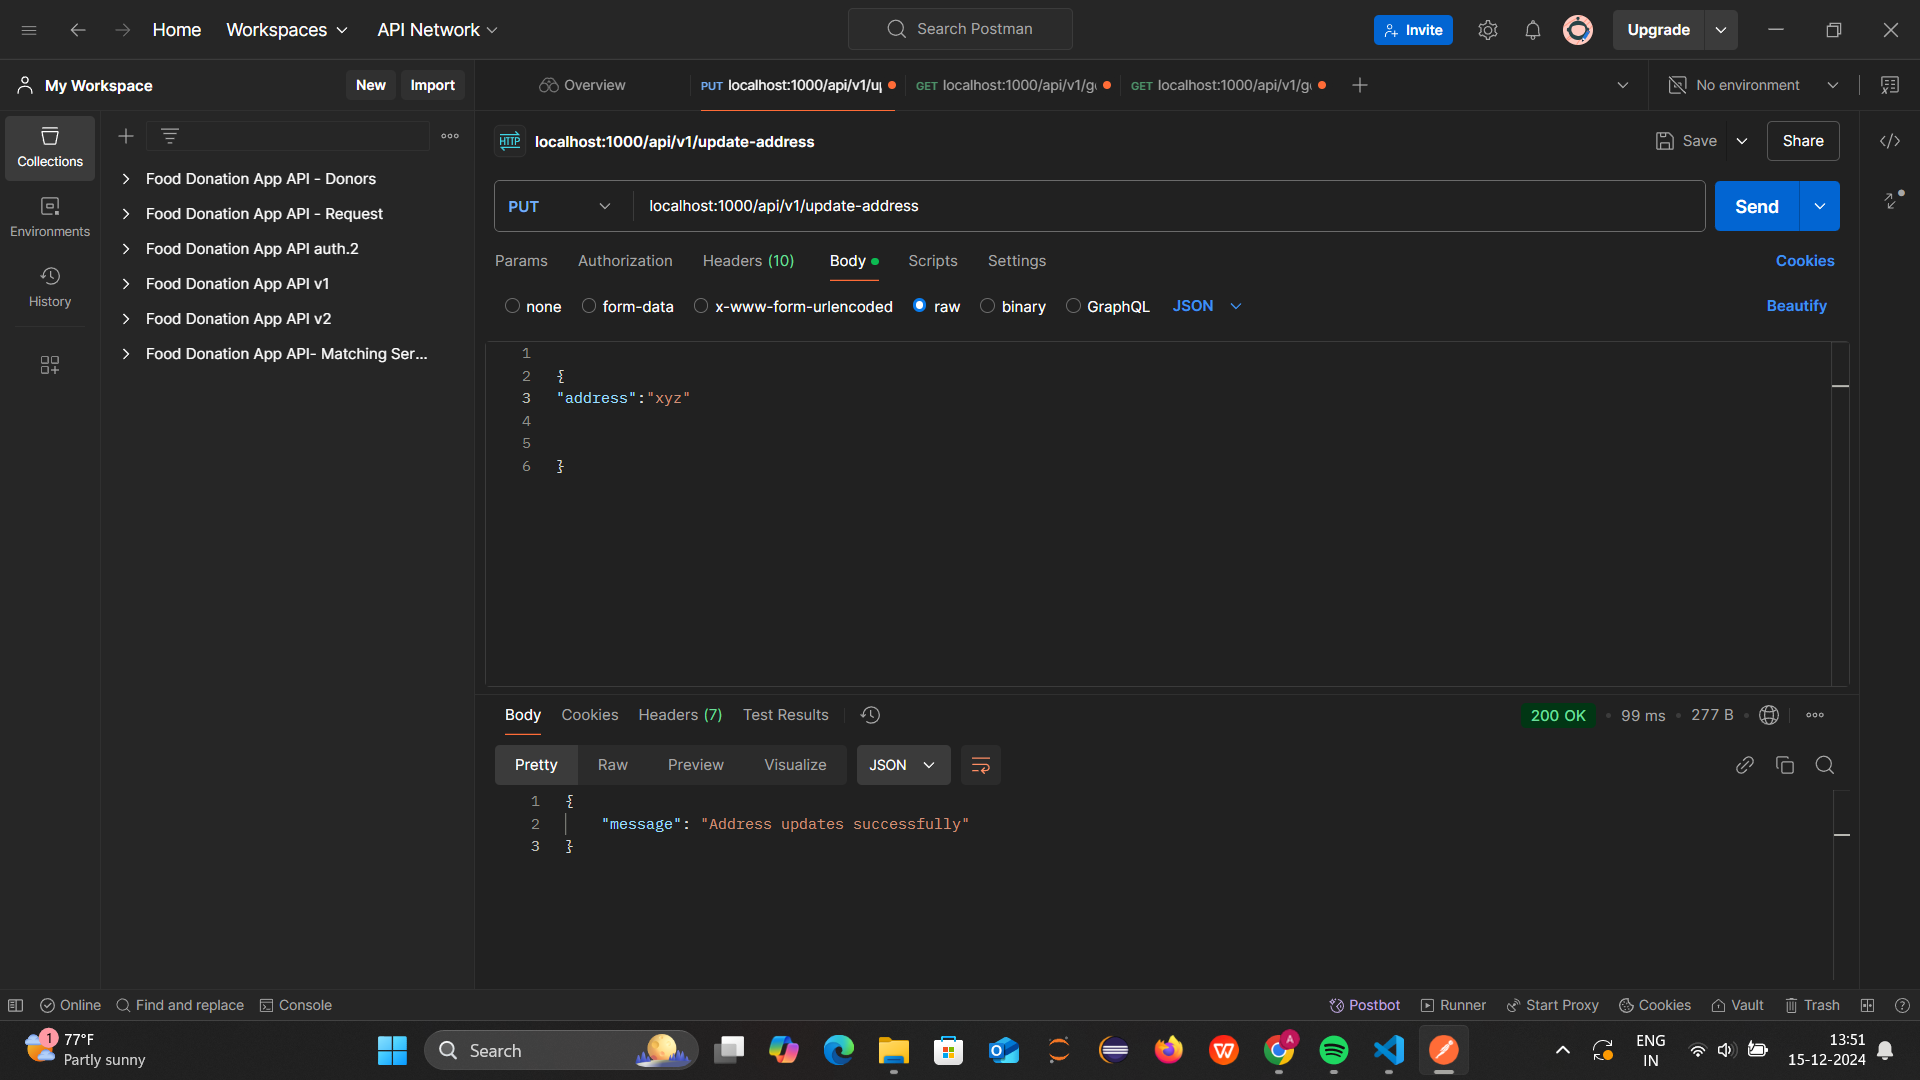 Home Workspaces API Network Search Postman Invite Upgrade
My Workspace New Import Overview PUT localhost:1000/api/v1/up GET localhost:1000/api/v1/g GET localhost:1000/api/v1/g No environment
Collections
Environments
History
Food Donation App API - Donors
Food Donation App API - Request
Food Donation App API auth.2
Food Donation App API v1
Food Donation App API v2
Food Donation App API- Matching Ser...
HTTP localhost:1000/api/v1/update-address Save Share
PUT localhost:1000/api/v1/update-address Send
Params Authorization Headers (10) Body Scripts Settings Cookies
none form-data x-www-form-urlencoded raw binary GraphQL JSON Beautify
1
2 {
3 "address":"xyz"
4
5
6 }
Body Cookies Headers (7) Test Results 200 OK 99 ms 277 B
Pretty Raw Preview Visualize JSON
1 {
2 "message": "Address updates successfully"
3 }
Online Find and replace Console Postbot Runner Start Proxy Cookies Vault Trash
1 77°F
Partly sunny
Search
A
ENG
IN
13:51
15-12-2024